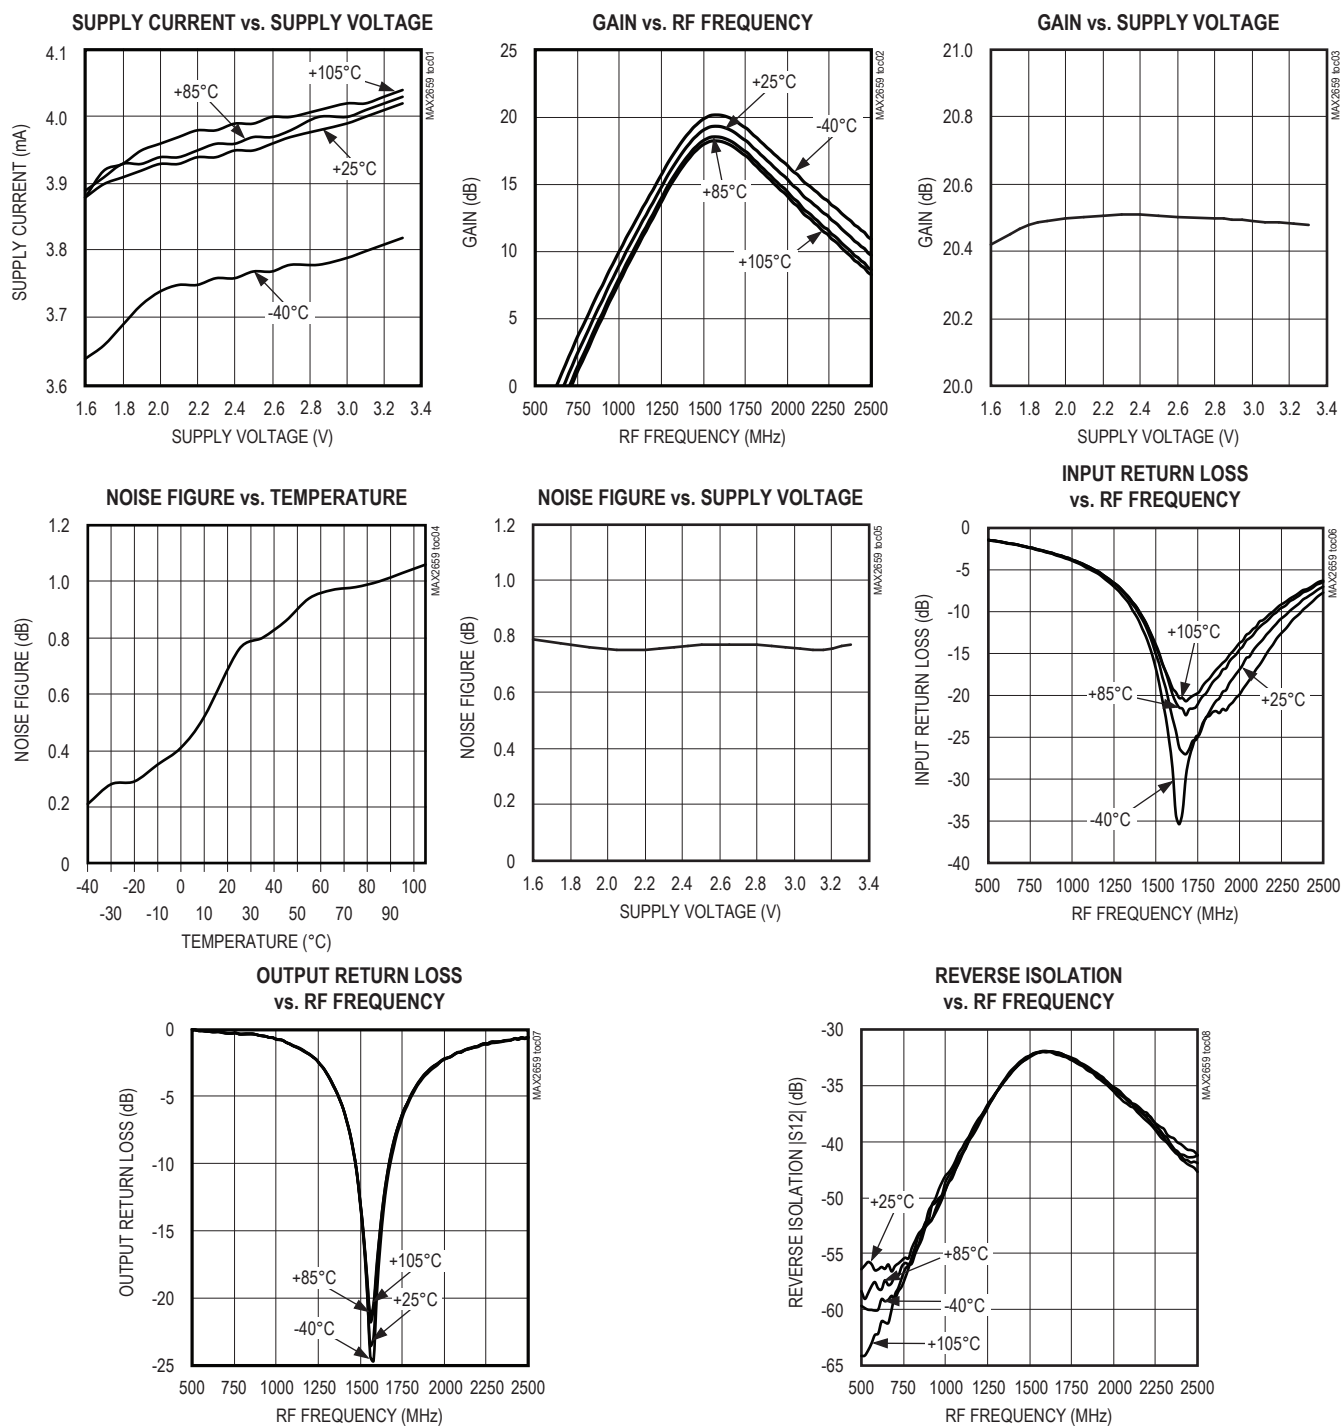 SUPPLY CURRENT vs. SUPPLY VOLTAGE
4.1
4.0
3.9
3.8
3.7
3.6
SUPPLY CURRENT (mA)
+105°C
+85°C
+25°C
-40°C
MAX2659 toc01
1.6 1.8 2.0 2.2 2.4 2.6 2.8 3.0 3.2 3.4
SUPPLY VOLTAGE (V)
GAIN vs. RF FREQUENCY
25
20
15
10
5
0
GAIN (dB)
+25°C
-40°C
+85°C
+105°C
MAX2659 toc02
500 750 1000 1250 1500 1750 2000 2250 2500
RF FREQUENCY (MHz)
GAIN vs. SUPPLY VOLTAGE
21.0
20.8
20.6
20.4
20.2
20.0
GAIN (dB)
MAX2659 toc03
1.6 1.8 2.0 2.2 2.4 2.6 2.8 3.0 3.2 3.4
SUPPLY VOLTAGE (V)
NOISE FIGURE vs. TEMPERATURE
1.2
1.0
0.8
0.6
0.4
0.2
0
NOISE FIGURE (dB)
MAX2659 toc04
-40 -20 0 20 40 60 80 100
-30 -10 10 30 50 70 90
TEMPERATURE (°C)
NOISE FIGURE vs. SUPPLY VOLTAGE
1.2
1.0
0.8
0.6
0.4
0.2
0
NOISE FIGURE (dB)
MAX2659 toc05
1.6 1.8 2.0 2.2 2.4 2.6 2.8 3.0 3.2 3.4
SUPPLY VOLTAGE (V)
INPUT RETURN LOSS
vs. RF FREQUENCY
0
-5
-10
-15
-20
-25
-30
-35
-40
INPUT RETURN LOSS (dB)
+105°C
+85°C
+25°C
-40°C
MAX2659 toc06
500 750 1000 1250 1500 1750 2000 2250 2500
RF FREQUENCY (MHz)
OUTPUT RETURN LOSS
vs. RF FREQUENCY
0
-5
-10
-15
-20
-25
OUTPUT RETURN LOSS (dB)
+105°C
+85°C
+25°C
-40°C
MAX2659 toc07
500 750 1000 1250 1500 1750 2000 2250 2500
RF FREQUENCY (MHz)
REVERSE ISOLATION
vs. RF FREQUENCY
-30
-35
-40
-50
-55
-60
-65
REVERSE ISOLATION |S12| (dB)
+25°C
+85°C
-40°C
+105°C
MAX2659 toc08
500 750 1000 1250 1500 1750 2000 2250 2500
RF FREQUENCY (MHz)